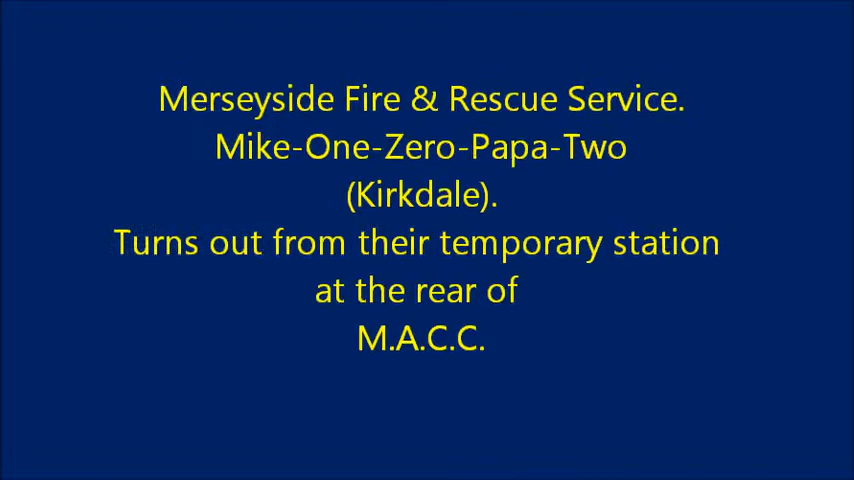 Merseyside Fire & Rescue Service.
Mike-One-Zero-Papa-Two
(Kirkdale).
Turns out from their temporary station
at the rear of
M.A.C.C.